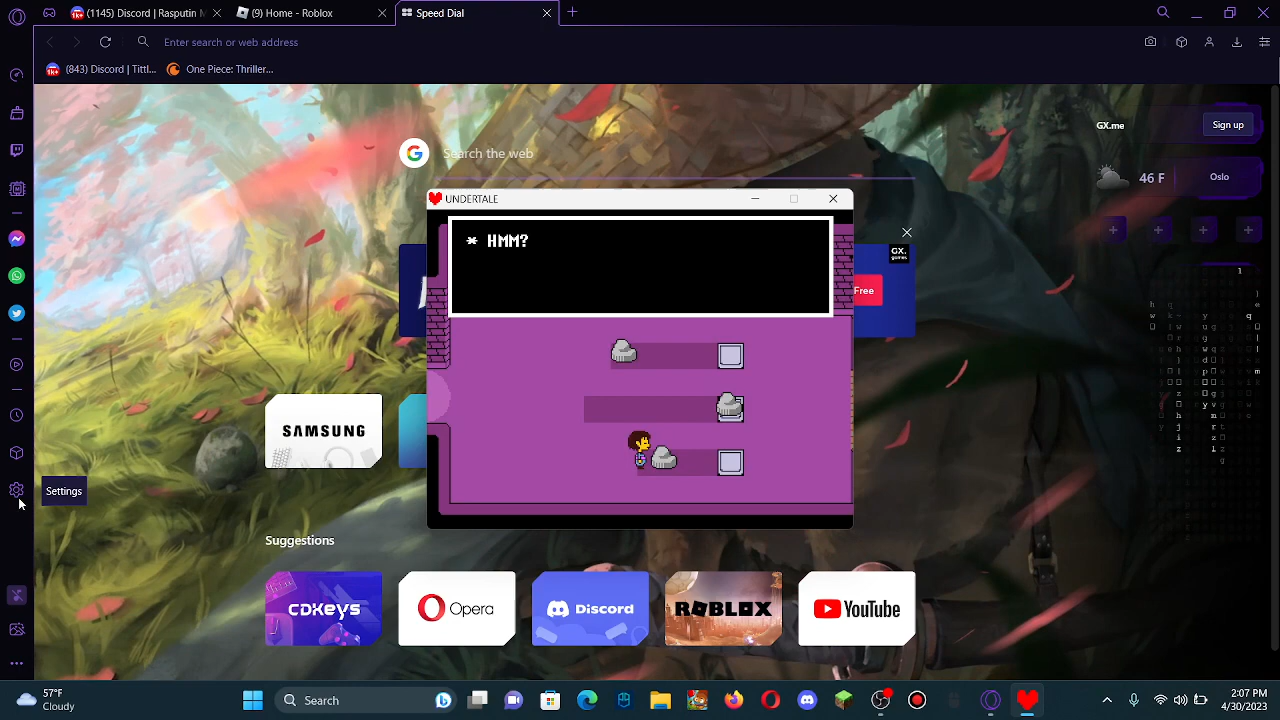 (1145) Discord | Rasputin M
(9) Home - Roblox
Speed Dial
Enter search or web address
(843) Discord | Tittl...
One Piece: Thriller...
Search the web
GX.me
Sign up
46 F
Oslo
UNDERTALE
* HMM?
GX.games
Free
SAMSUNG
Settings
Suggestions
CDKEYS
Opera
Discord
ROBLOX
YouTube
57°F
Cloudy
Search
2:07 PM
4/30/2023